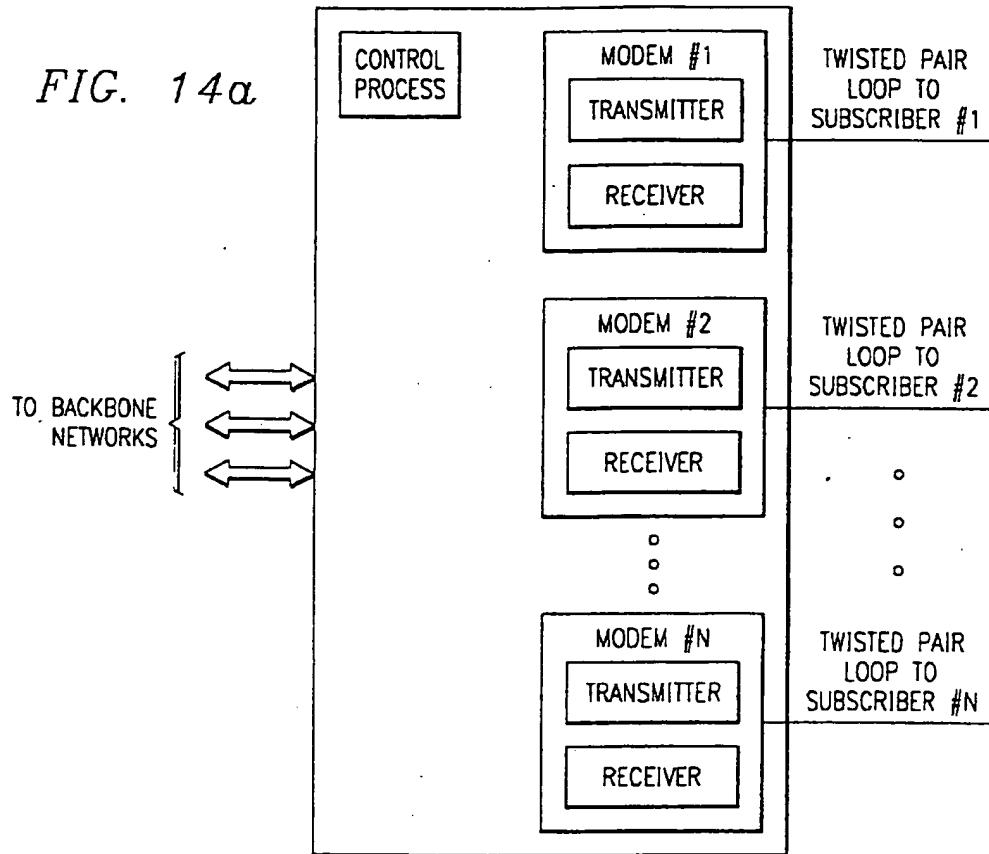 FIG. 14a
CONTROL
PROCESS
MODEM #1
TRANSMITTER
RECEIVER
TWISTED PAIR
LOOP TO
SUBSCRIBER #1
MODEM #2
TRANSMITTER
RECEIVER
TWISTED PAIR
LOOP TO
SUBSCRIBER #2
TO BACKBONE
NETWORKS
MODEM #N
TRANSMITTER
RECEIVER
TWISTED PAIR
LOOP TO
SUBSCRIBER #N